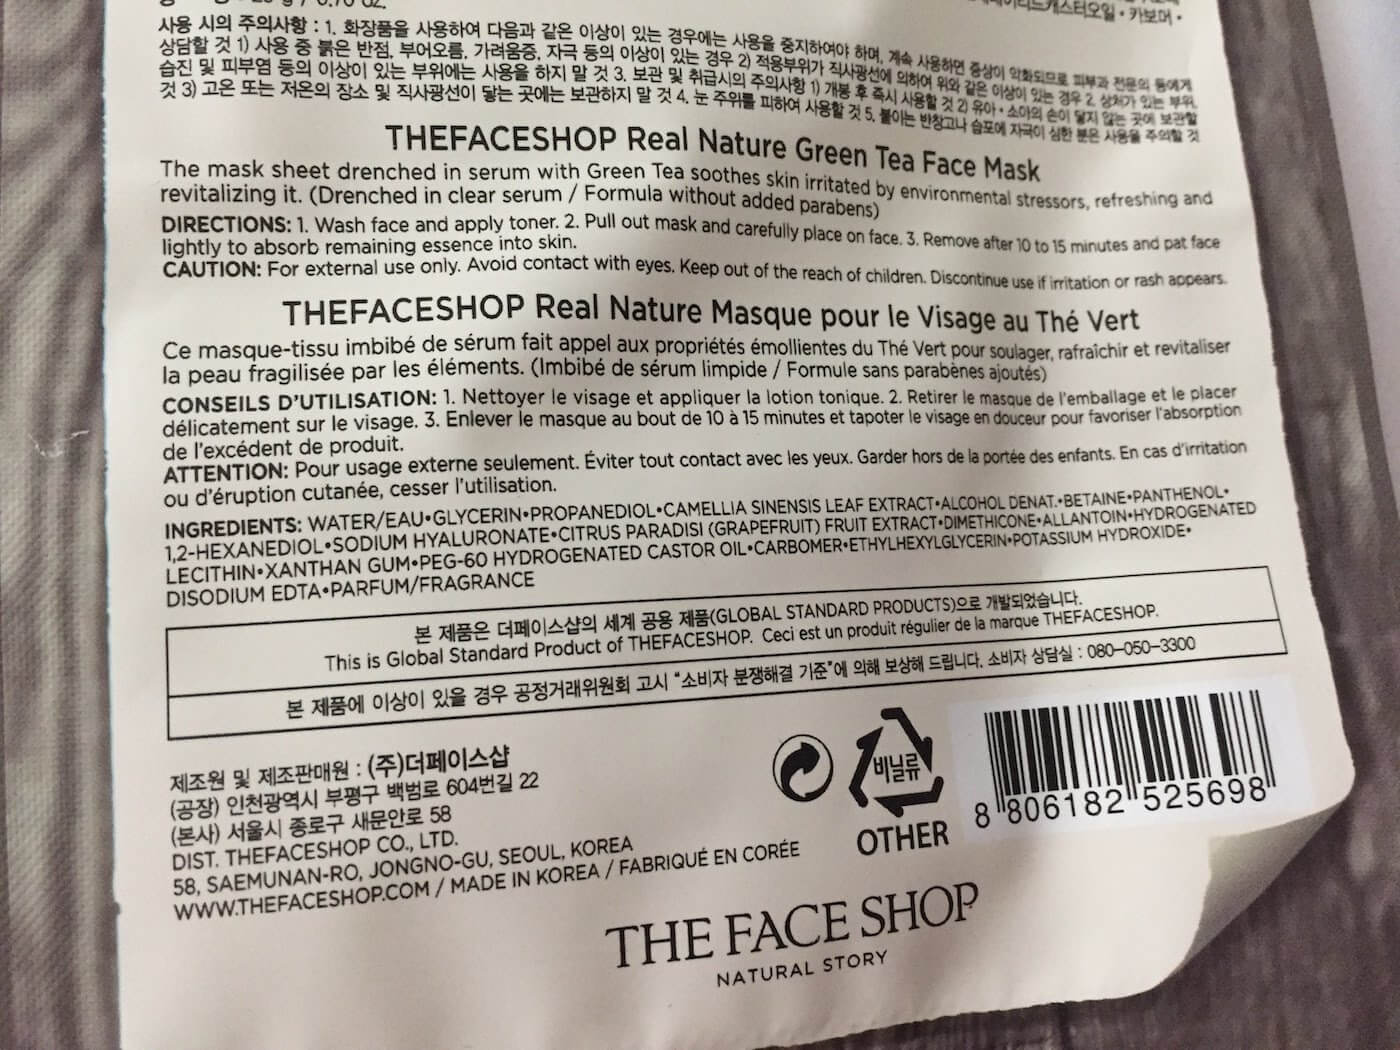 카보머 •
사용 시의 주의사항 : 1. 화장품을 사용하여 다음과 같은 이상이 있는 경우에는 사용을 중지하여야 하며, 계속 사용하면 증상이 악화되므로 피부과 전문의 등에게
상담할 것 1) 사용 중 붉은 반점, 부어오름, 가려움증, 자극 등의 이상이 있는 경우 2) 적용부위가 직사광선에 의하여 위와 같은 이상이 있는 경우 2. 상처가 있는 부위,
습진 및 피부염 등의 이상이 있는 부위에는 사용을 하지 말 것 3. 보관 및 취급시의 주의사항 1) 개봉 후 즉시 사용할 것 2) 유아 • 소아의 손이 닿지 않는 곳에 보관할
것 3) 고온 또는 저온의 장소 및 직사광선이 닿는 곳에는 보관하지 말 것 4. 눈 주위를 피하여 사용할 것 5. 붙이는 반창고나 습포에 자극이 심한 분은 사용을 주의할 것
THEFACESHOP Real Nature Green Tea Face Mask
The mask sheet drenched in serum with Green Tea soothes skin irritated by environmental stressors, refreshing and
revitalizing it. (Drenched in clear serum / Formula without added parabens)
DIRECTIONS: 1. Wash face and apply toner. 2. Pull out mask and carefully place on face. 3. Remove after 10 to 15 minutes and pat face
lightly to absorb remaining essence into skin.
CAUTION: For external use only. Avoid contact with eyes. Keep out of the reach of children. Discontinue use if irritation or rash appears.
THEFACESHOP Real Nature Masque pour le Visage au Thé Vert
Ce masque-tissu imbibé de sérum fait appel aux propriétés émollientes du Thé Vert pour soulager, rafraîchir et revitaliser
la peau fragilisée par les éléments. (Imbibé de sérum limpide / Formule sans parabènes ajoutés)
CONSEILS D'UTILISATION: 1. Nettoyer le visage et appliquer la lotion tonique. 2. Retirer le masque de l'emballage et le placer
délicatement sur le visage. 3. Enlever le masque au bout de 10 à 15 minutes et tapoter le visage en douceur pour favoriser l'absorption
de l'excédent de produit.
ATTENTION: Pour usage externe seulement. Éviter tout contact avec les yeux. Garder hors de la portée des enfants. En cas d'irritation
ou d'éruption cutanée, cesser l'utilisation.
INGREDIENTS: WATER/EAU•GLYCERIN•PROPANEDIOL•CAMELLIA SINENSIS LEAF EXTRACT•ALCOHOL DENAT.•BETAINE•PANTHENOL•
1,2-HEXANEDIOL•SODIUM HYALURONATE•CITRUS PARADISI (GRAPEFRUIT) FRUIT EXTRACT•DIMETHICONE•ALLANTOIN•HYDROGENATED
LECITHIN•XANTHAN GUM•PEG-60 HYDROGENATED CASTOR OIL•CARBOMER•ETHYLHEXYLGLYCERIN•POTASSIUM HYDROXIDE•
DISODIUM EDTA•PARFUM/FRAGRANCE
본 제품은 더페이스샵의 세계 공용 제품(GLOBAL STANDARD PRODUCTS)으로 개발되었습니다.
This is Global Standard Product of THEFACESHOP. Ceci est un produit régulier de la marque THEFACESHOP.
본 제품에 이상이 있을 경우 공정거래위원회 고시 "소비자 분쟁해결 기준"에 의해 보상해 드립니다. 소비자 상담실 : 080-050-3300
제조원 및 제조판매원 : (주)더페이스샵
(공장) 인천광역시 부평구 백범로 604번길 22
(본사) 서울시 종로구 새문안로 58
DIST. THEFACESHOP CO., LTD.
58, SAEMUNAN-RO, JONGNO-GU, SEOUL, KOREA
WWW.THEFACESHOP.COM / MADE IN KOREA / FABRIQUÉ EN CORÉE
비닐류
OTHER
8 806182 525698
THE FACE SHOP
NATURAL STORY